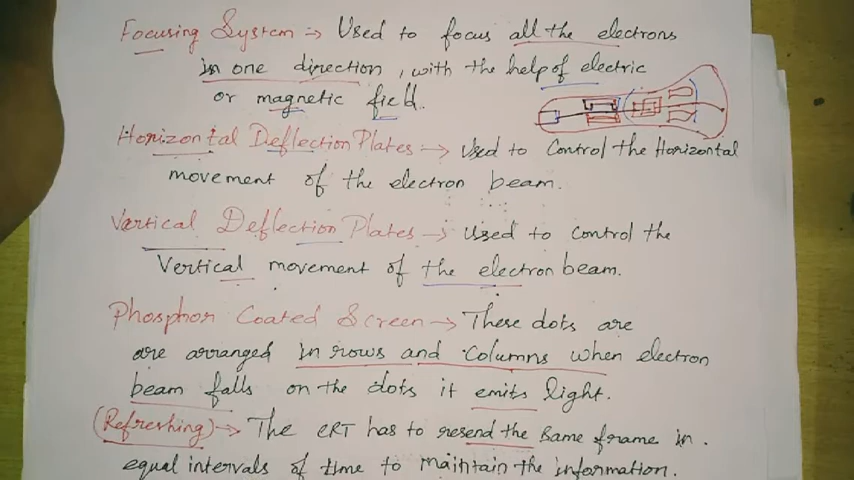 Focusing System → Used to focus all the electrons
in one direction, with the help of electric
or magnetic field.
Horizontal Deflection Plates → Used to Control the Horizontal
movement of the electron beam.
Vertical Deflection Plates → Used to control the
Vertical movement of the electron beam.
Phosphor Coated Screen → These dots are
are arranged in rows and Columns when electron
beam falls on the dots it emits light.
(Refreshing) → The CRT has to resend the same frame in.
equal intervals of time to maintain the information.